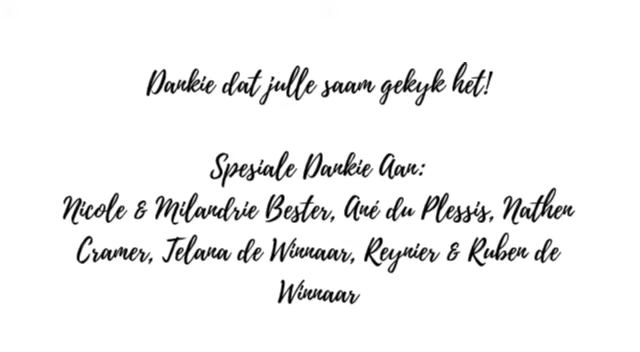 Dankie dat julle saam gekyk het!
Spesiale Dankie Aan:
Nicole & Milandrie Bester, Ané du Plessis, Nathen
Cramer, Jelana de Winnaar, Reynier & Ruben de
Winnaar